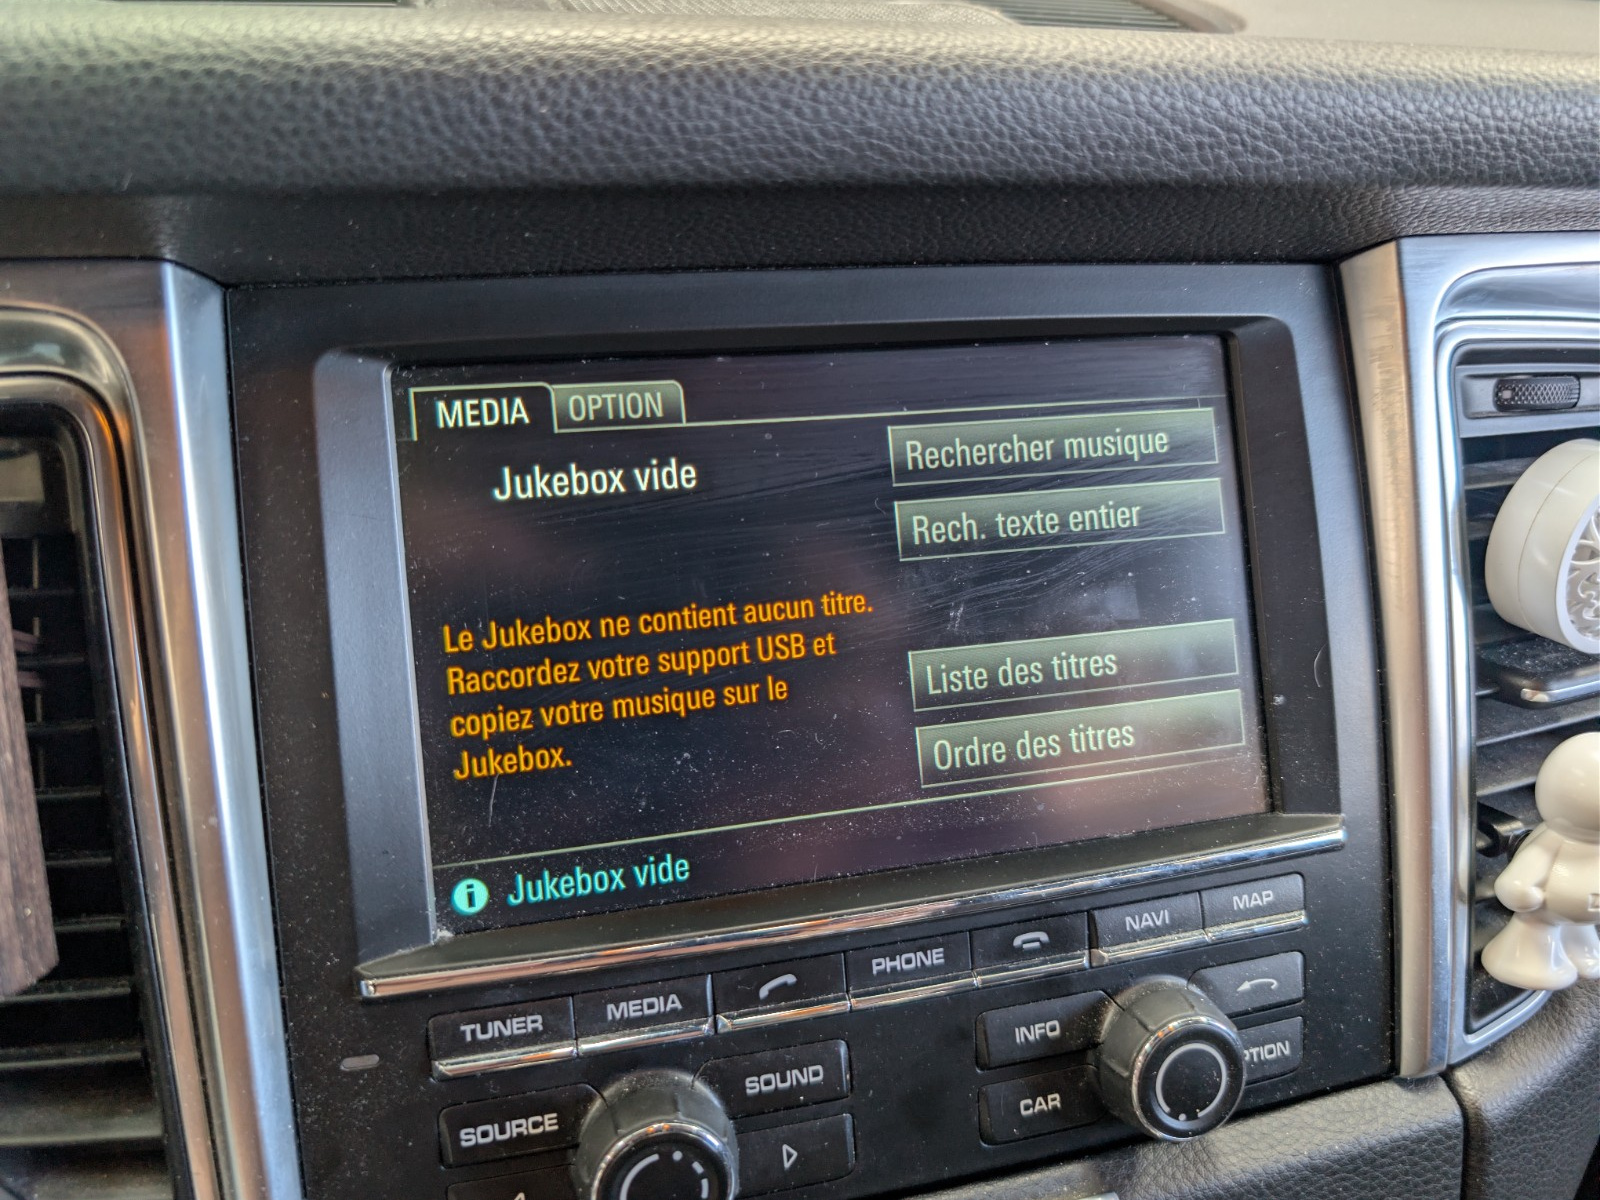 MEDIA
OPTION
Jukebox vide
Rechercher musique
Rech. texte entier
Le Jukebox ne contient aucun titre.
Raccordez votre support USB et
copiez votre musique sur le
Jukebox.
Liste des titres
Ordre des titres
Jukebox vide
TUNER
MEDIA
PHONE
NAVI
MAP
SOURCE
SOUND
INFO
CAR
PTION